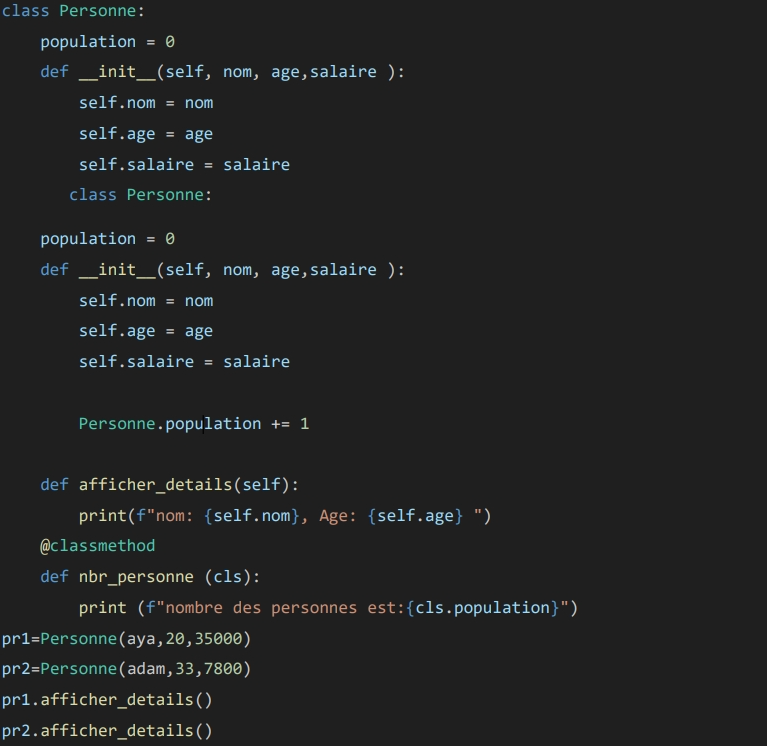 class Personne:
    population = 0
    def __init__(self, nom, age,salaire ):
        self.nom = nom
        self.age = age
        self.salaire = salaire
       class Personne:
    population = 0
    def __init__(self, nom, age,salaire ):
        self.nom = nom
        self.age = age
        self.salaire = salaire
        Personne.population += 1
    def afficher_details(self):
        print(f"nom: {self.nom}, Age: {self.age} ")
    @classmethod
    def nbr_personne (cls):
        print (f"nombre des personnes est:{cls.population}")
pr1=Personne(aya,20,35000)
pr2=Personne(adam,33,7800)
pr1.afficher_details()
pr2.afficher_details()